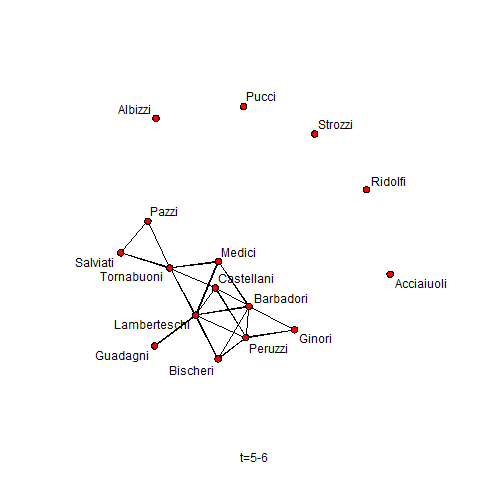 Pucci
Albizzi
Strozzi
Ridolfi
Pazzi
Medici
Salviati
Tornabuoni
Castellani
Acciaiuoli
Barbadori
Lamberteschi
Ginori
Peruzzi
Guadagni
Bischeri
t=5-6